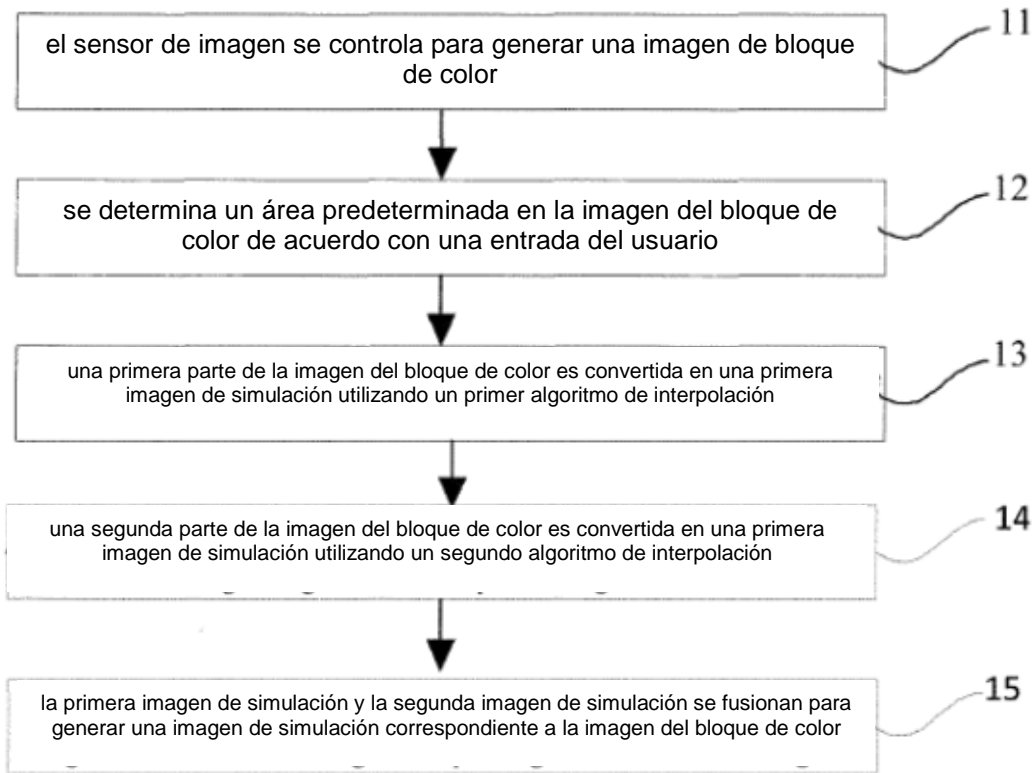 el sensor de imagen se controla para generar una imagen de bloque
de color
11
se determina un área predeterminada en la imagen del bloque de
color de acuerdo con una entrada del usuario
12
una primera parte de la imagen del bloque de color es convertida en una primera
imagen de simulación utilizando un primer algoritmo de interpolación
13
una segunda parte de la imagen del bloque de color es convertida en una primera
imagen de simulación utilizando un segundo algoritmo de interpolación
14
la primera imagen de simulación y la segunda imagen de simulación se fusionan para
generar una imagen de simulación correspondiente a la imagen del bloque de color
15